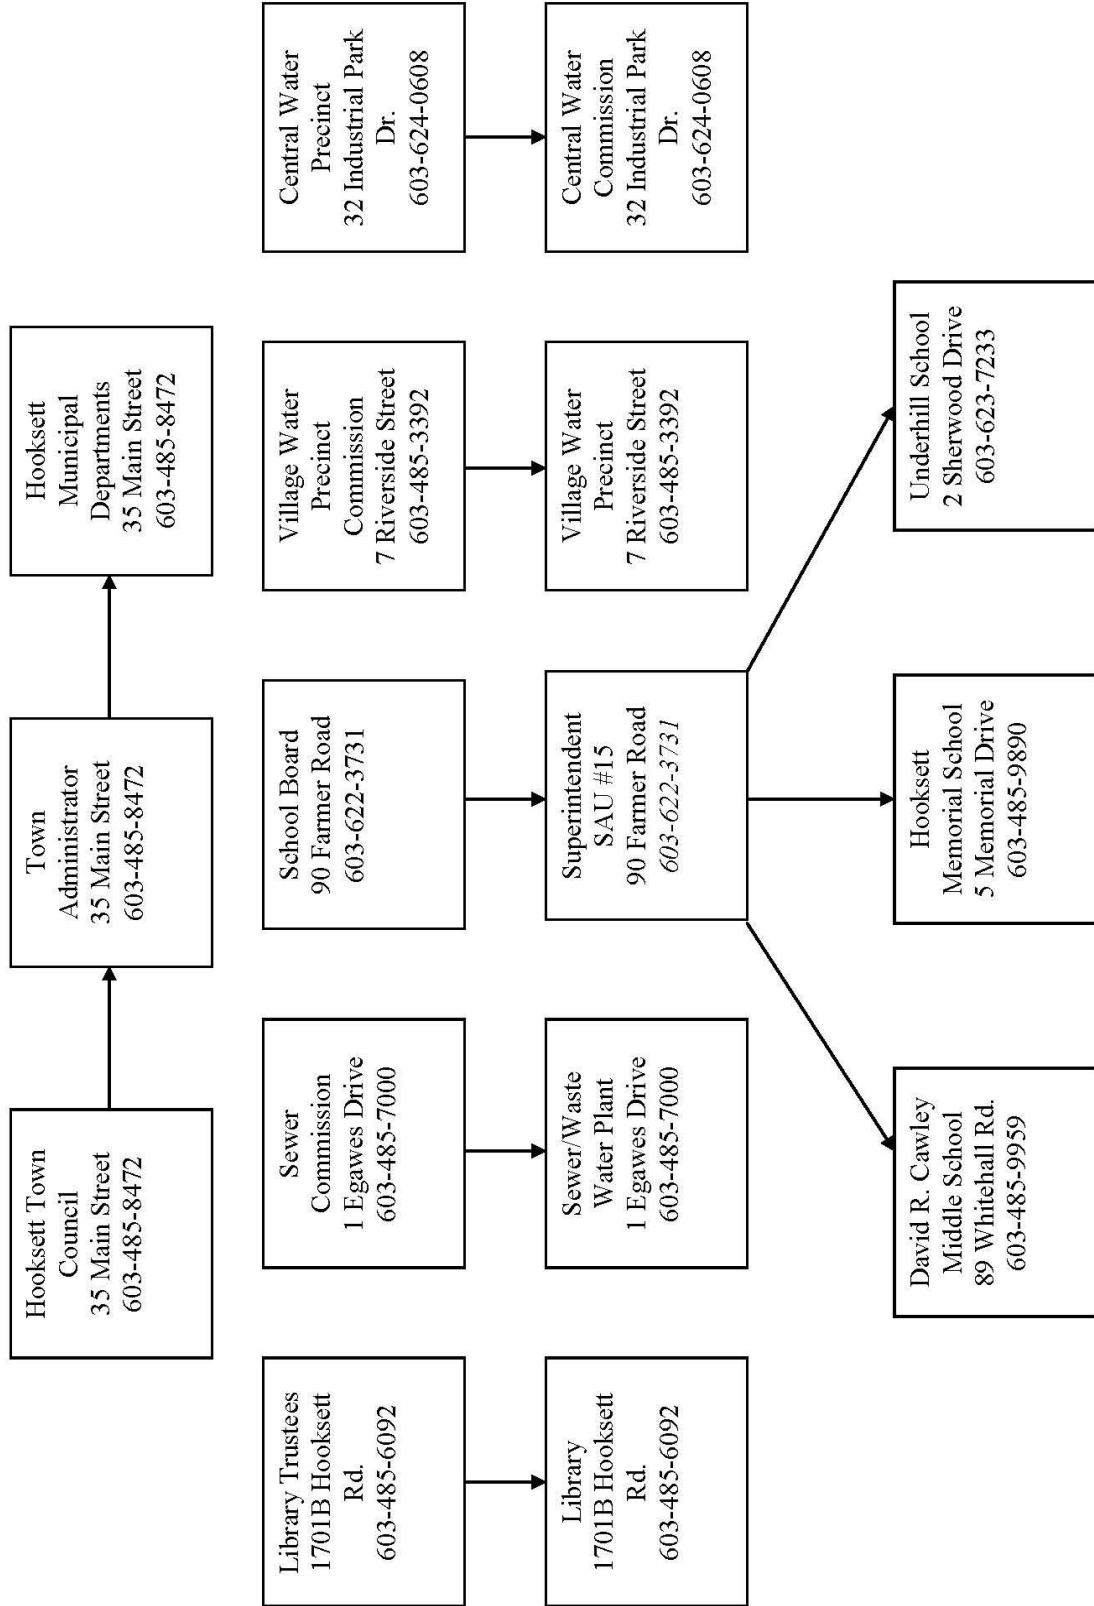 Hooksett Town
Council
35 Main Street
603-485-8472
Town
Administrator
35 Main Street
603-485-8472
Hooksett
Municipal
Departments
35 Main Street
603-485-8472
Library Trustees
1701B Hooksett
Rd.
603-485-6092
Sewer
Commission
1 Egawes Drive
603-485-7000
School Board
90 Farmer Road
603-622-3731
Village Water
Precinct
Commission
7 Riverside Street
603-485-3392
Central Water
Precinct
32 Industrial Park
Dr.
603-624-0608
Library
1701B Hooksett
Rd.
603-485-6092
Sewer/Waste
Water Plant
1 Egawes Drive
603-485-7000
Superintendent
SAU #15
90 Farmer Road
603-622-3731
Village Water
Precinct
7 Riverside Street
603-485-3392
Central Water
Commission
32 Industrial Park
Dr.
603-624-0608
David R. Cawley
Middle School
89 Whitehall Rd.
603-485-9959
Hooksett
Memorial School
5 Memorial Drive
603-485-9890
Underhill School
2 Sherwood Drive
603-623-7233